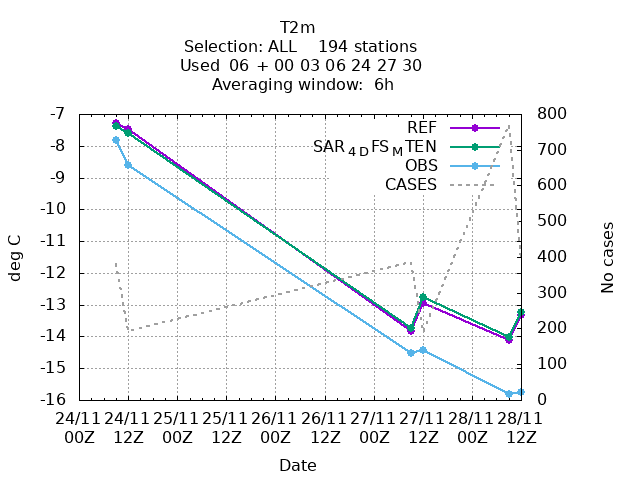 T2m
Selection: ALL    194 stations
Used  06  + 00 03 06 24 27 30
Averaging window:  6h
-7
-8
-9
-10
-11
-12
-13
-14
-15
-16
800
700
600
500
400
300
200
100
0
REF
SAR4DFSMTEN
OBS
CASES
deg C
No cases
24/11 24/11 25/11 25/11 26/11 26/11 27/11 27/11 28/11 28/11
00Z 12Z 00Z 12Z 00Z 12Z 00Z 12Z 00Z 12Z
Date